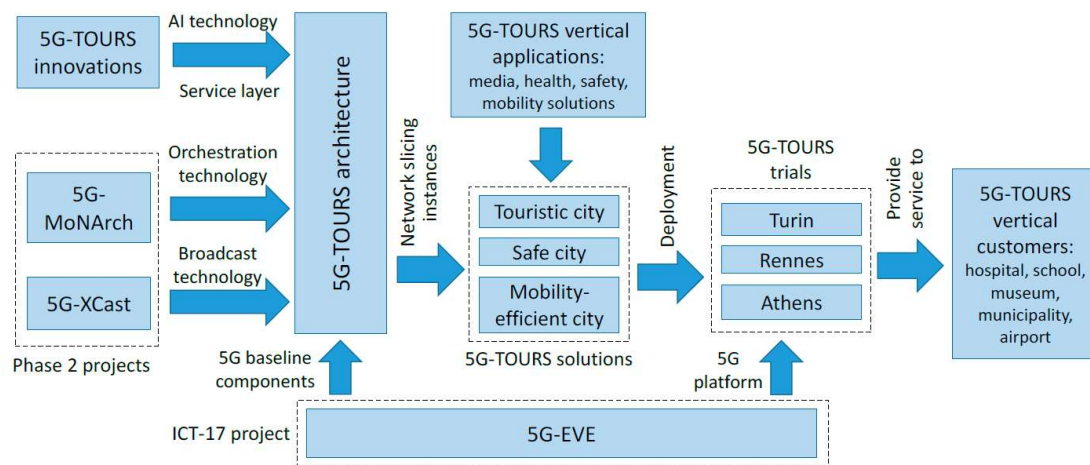 5G-TOURS
innovations
AI technology
Service layer
5G-MoNArch
Orchestration
technology
5G-XCast
Broadcast
technology
Phase 2 projects
5G-TOURS architecture
5G baseline
components
Network slicing
instances
5G-TOURS vertical
applications:
media, health, safety,
mobility solutions
Touristic city
Safe city
Mobility-
efficient city
5G-TOURS solutions
Deployment
5G-TOURS
trials
Turin
Rennes
Athens
5G
platform
Provide
service to
5G-TOURS
vertical
customers:
hospital, school,
museum,
municipality,
airport
ICT-17 project
5G-EVE